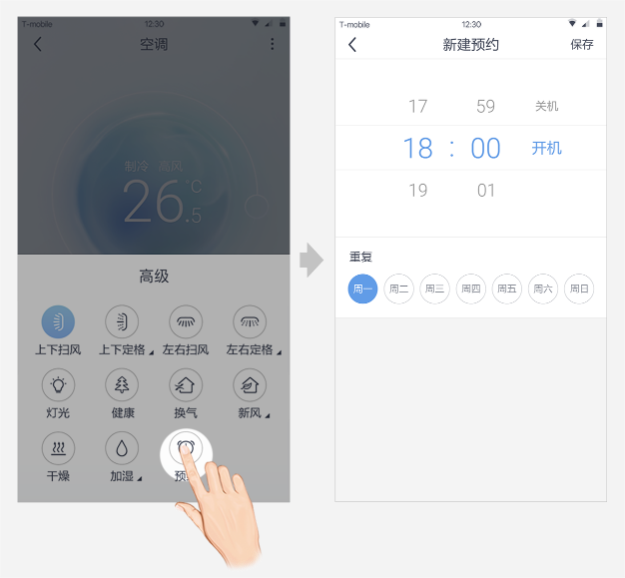 T-mobile 12:30
空调
制冷 高风
26.5°C
高级
上下扫风 上下定格 左右扫风 左右定格
灯光 健康 换气 新风
干燥 加湿 预
T-mobile 12:30
新建预约 保存
17 59 关机
18 : 00 开机
19 01
重复
周一 周二 周三 周四 周五 周六 周日